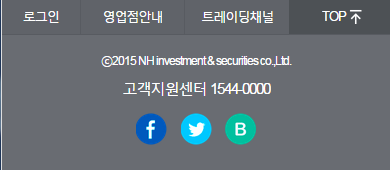 로그인 영업점안내 트레이딩채널 TOP
ⓒ2015 NH investment & securities co.,Ltd.
고객지원센터 1544-0000
f B